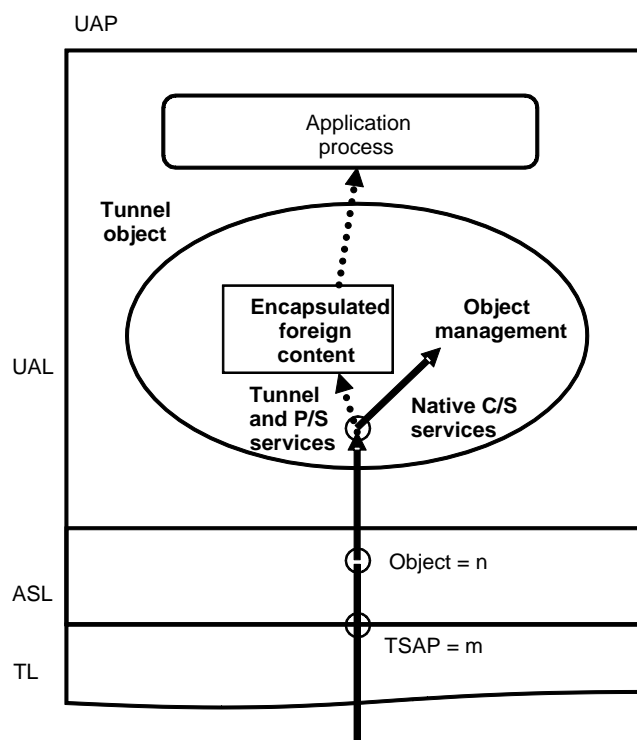 UAP
Application
process
Tunnel
object
Encapsulated
foreign
content
Object
management
UAL
Tunnel
and P/S
services
Native C/S
services
Object = n
ASL
TSAP = m
TL